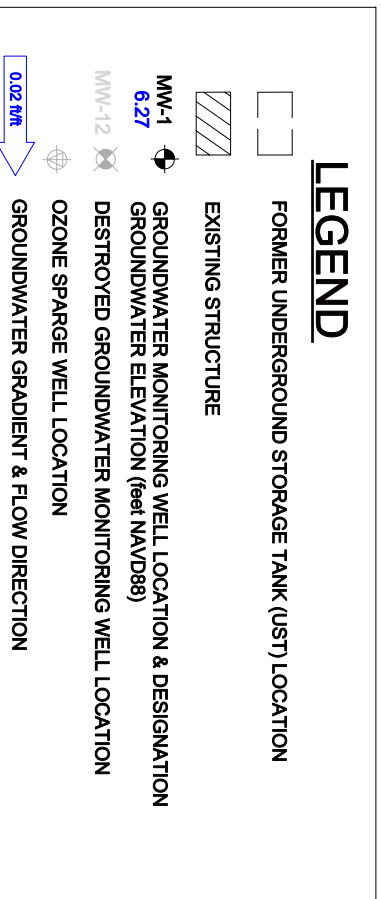 LEGEND
FORMER UNDERGROUND STORAGE TANK (UST) LOCATION
EXISTING STRUCTURE
MW-1
6.27
GROUNDWATER MONITORING WELL LOCATION & DESIGNATION
GROUNDWATER ELEVATION (feet NAVD88)
MW-12
DESTROYED GROUNDWATER MONITORING WELL LOCATION
OZONE SPARGE WELL LOCATION
0.02 ft/ft
GROUNDWATER GRADIENT & FLOW DIRECTION